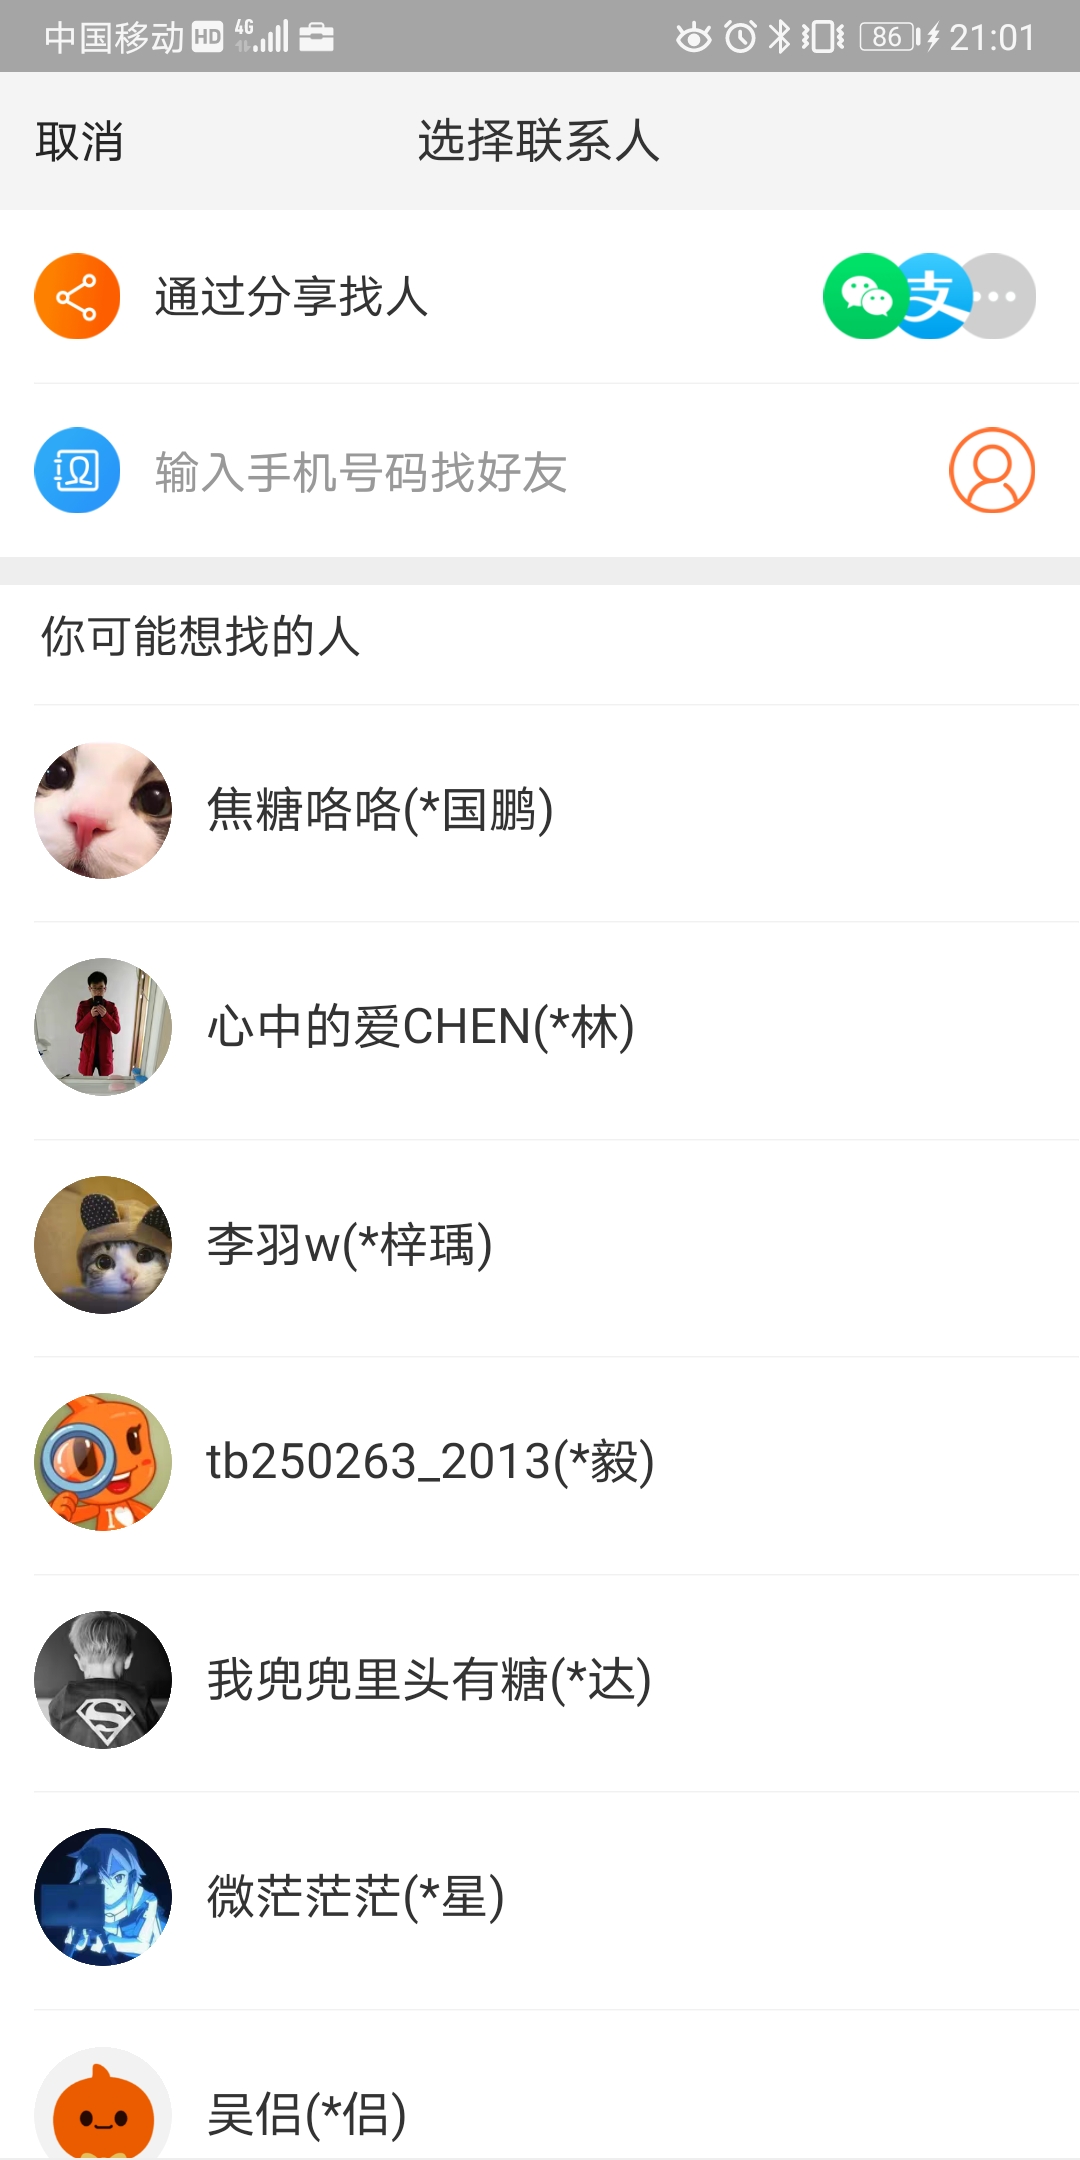 中国移动 HD 4G 86 21:01
取消 选择联系人
通过分享找人 支
输入手机号码找好友
你可能想找的人
焦糖咯咯(*国鹏)
心中的爱CHEN(*林)
李羽w(*梓瑀)
tb250263_2013(*毅)
我兜兜里头有糖(*达)
微茫茫茫(*星)
吴侣(*侣)